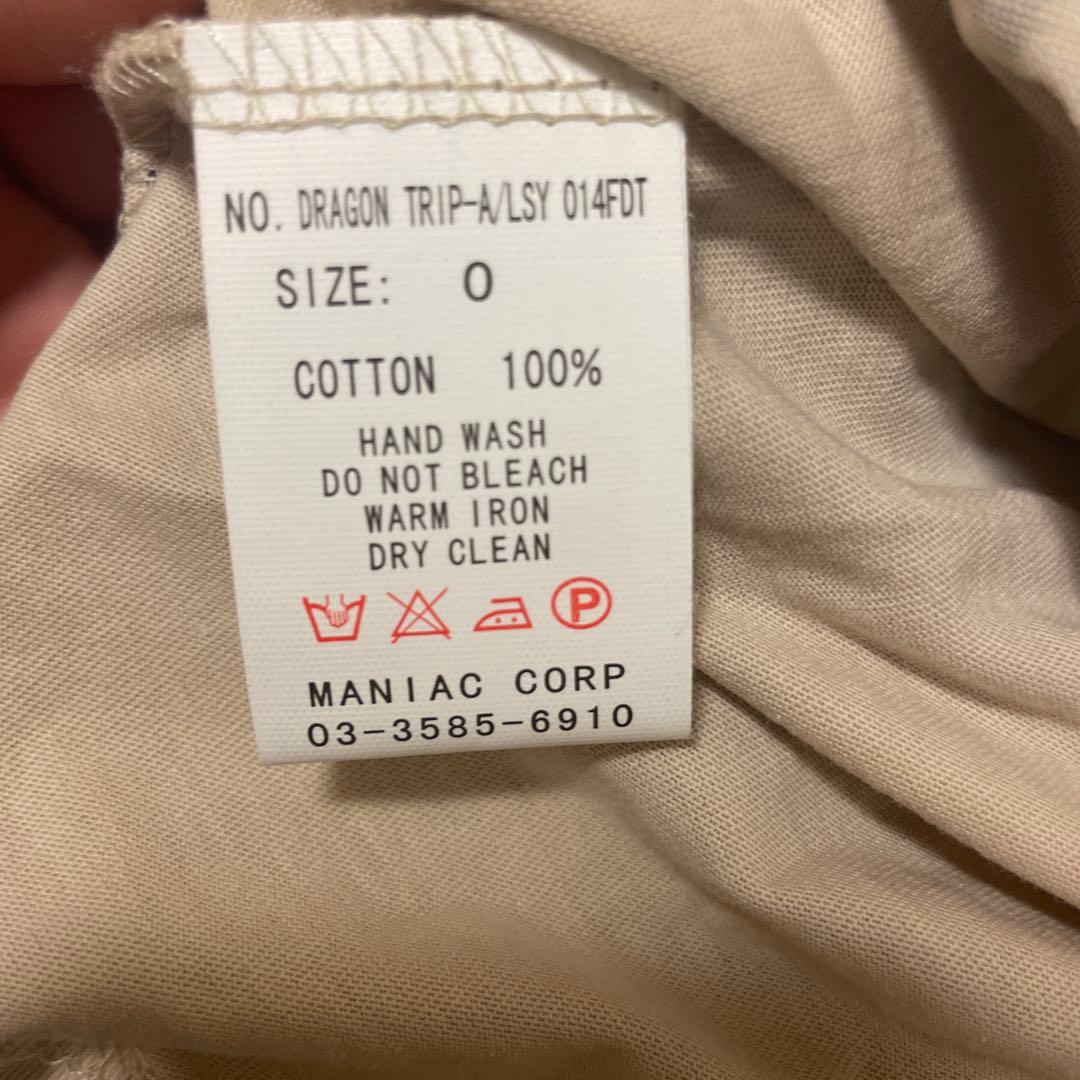 NO. DRAGON TRIP-A/LSY 014FDT
SIZE: 0
COTTON 100%
HAND WASH
DO NOT BLEACH
WARM IRON
DRY CLEAN
P
MANIAC CORP
03-3585-6910